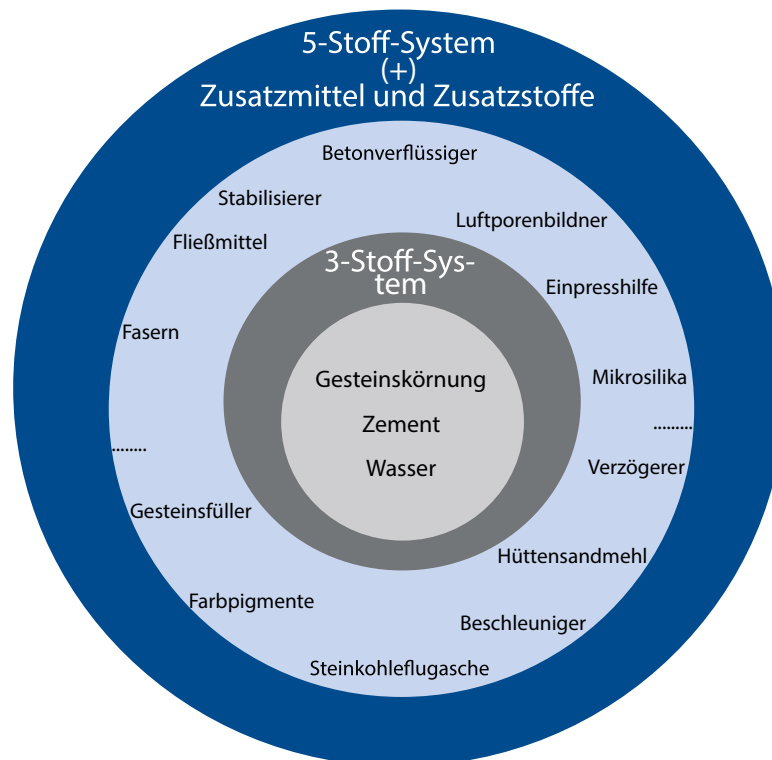 5-Stoff-System
(+)
Zusatzmittel und Zusatzstoffe
Betonverflüssiger
Stabilisierer
Luftporenbildner
Fließmittel
3-Stoff-Sys-
tem
Einpresshilfe
Fasern
Gesteinskörnung
Mikrosilika
Zement
.........
........
Wasser
Verzögerer
Gesteinsfüller
Hüttensandmehl
Farbpigmente
Beschleuniger
Steinkohleflugasche